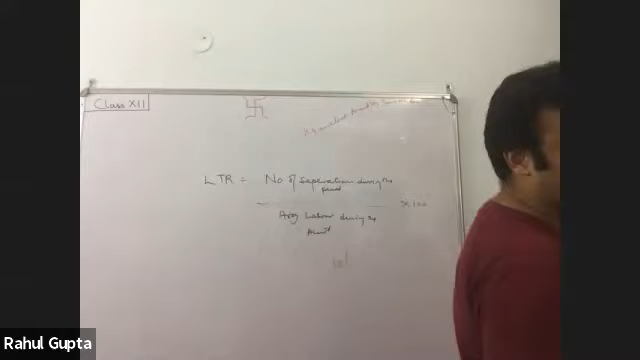 Class XII
LTR = No of Separation during the
period
Avg Labour during the
period
× 100
Rahul Gupta